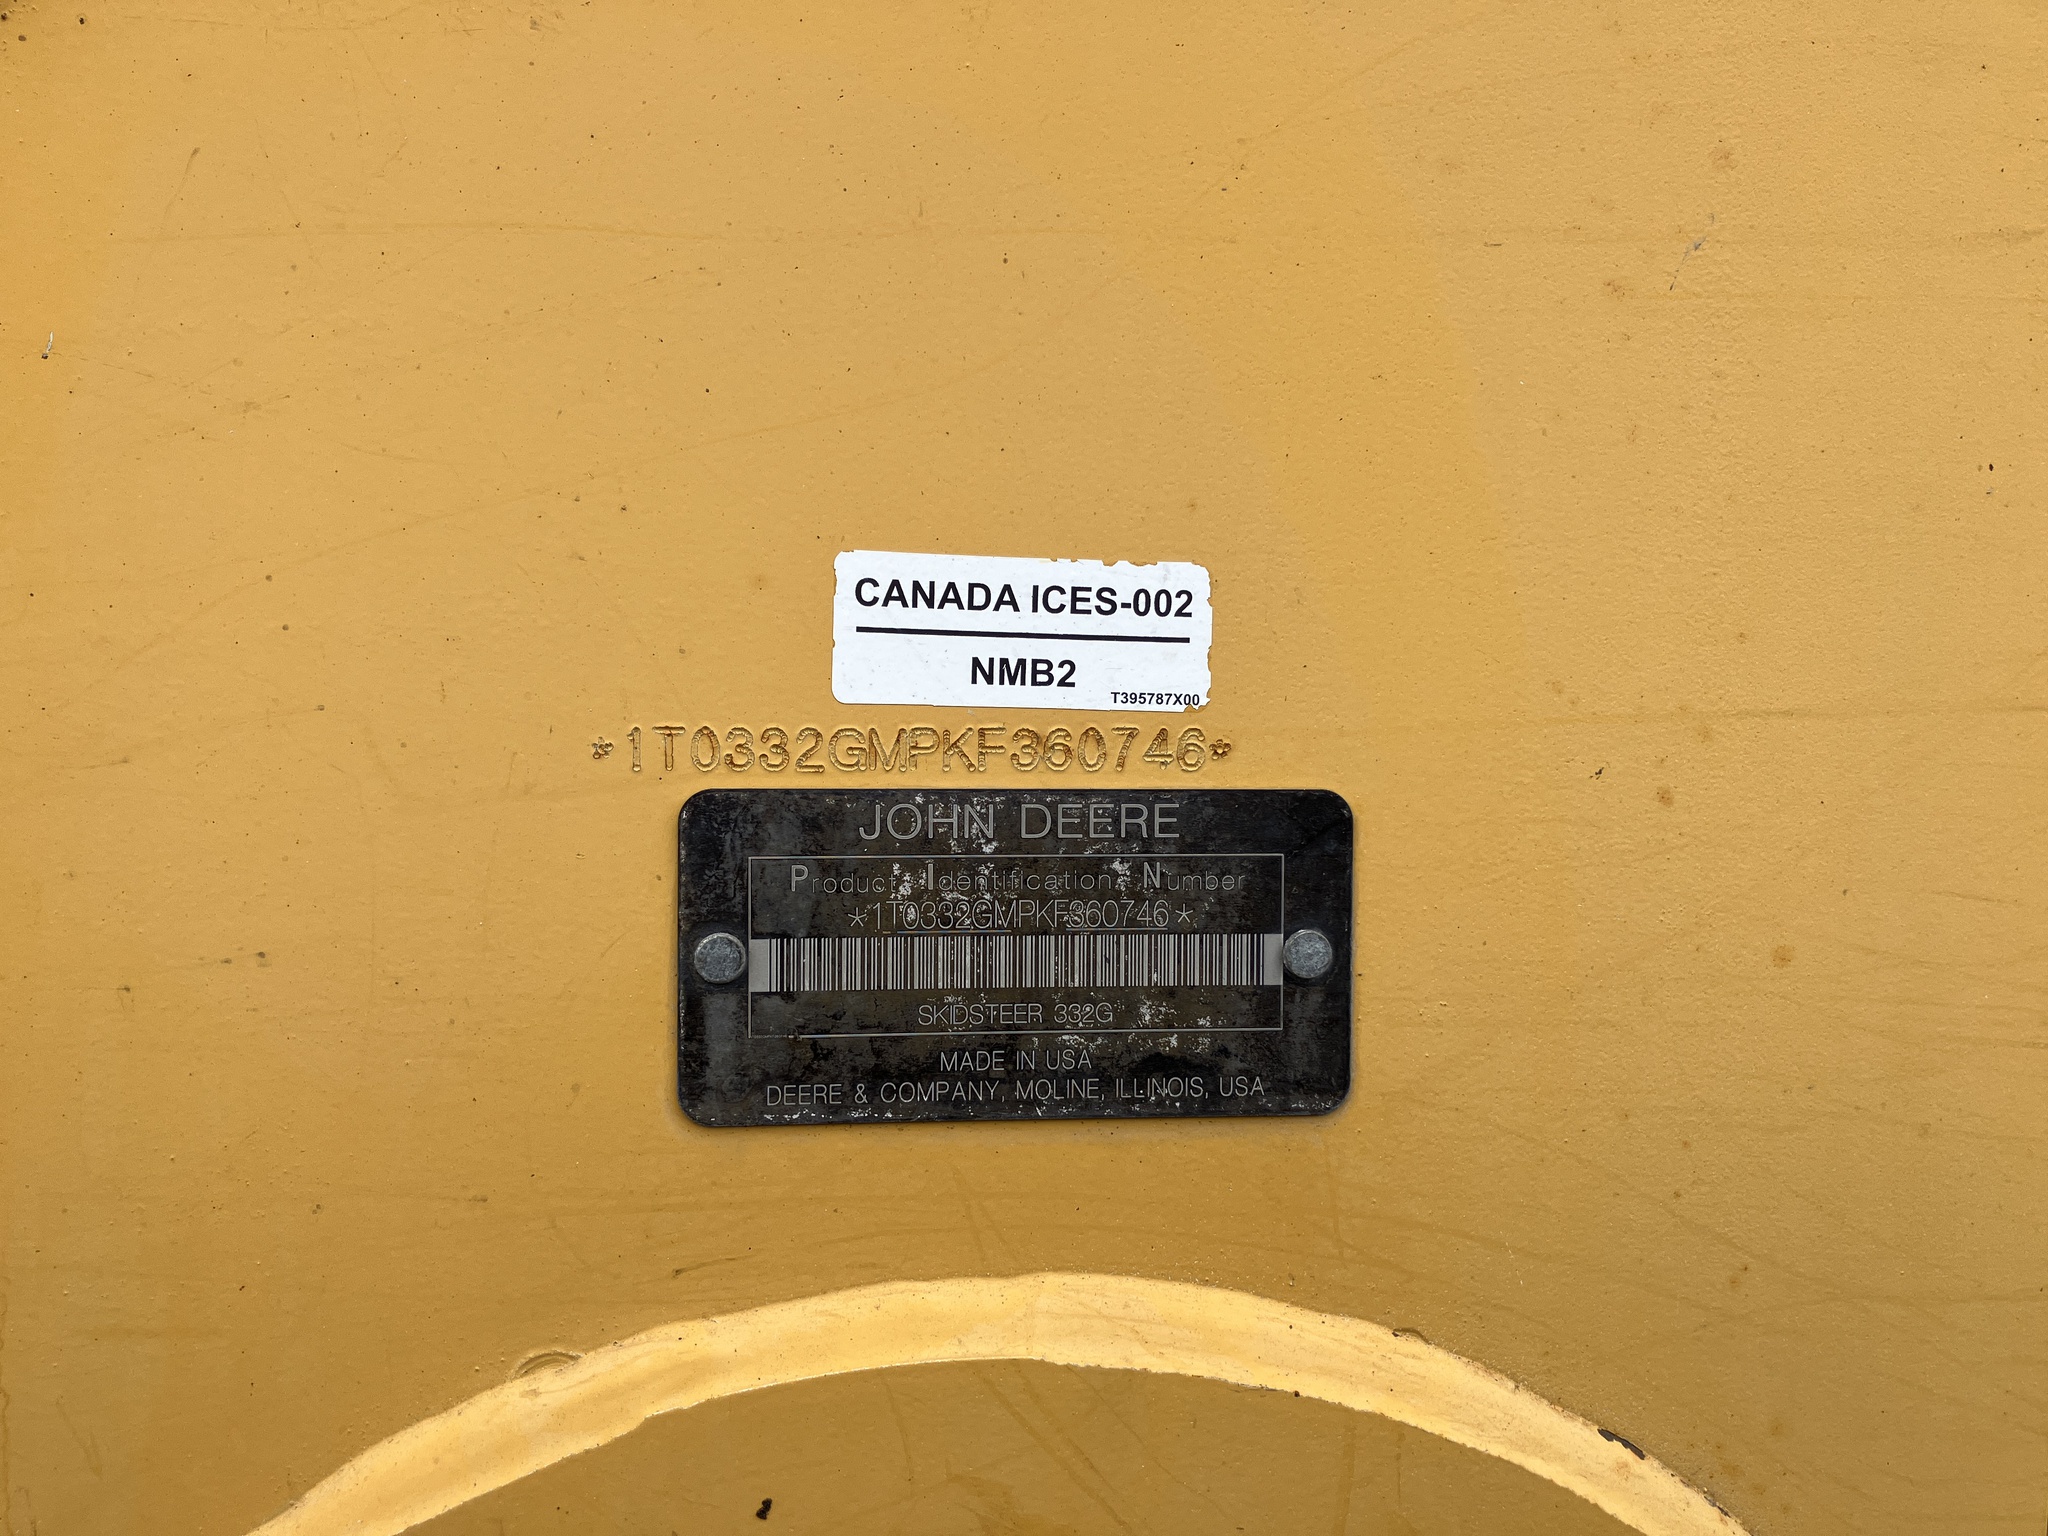 CANADA ICES-002
NMB2
T395787X00
*1T0332GMPKF360746*
JOHN DEERE
Product Identification Number
*1T0332GMPKF360746*
SKIDSTEER 332G
MADE IN USA
DEERE & COMPANY, MOLINE, ILLINOIS, USA